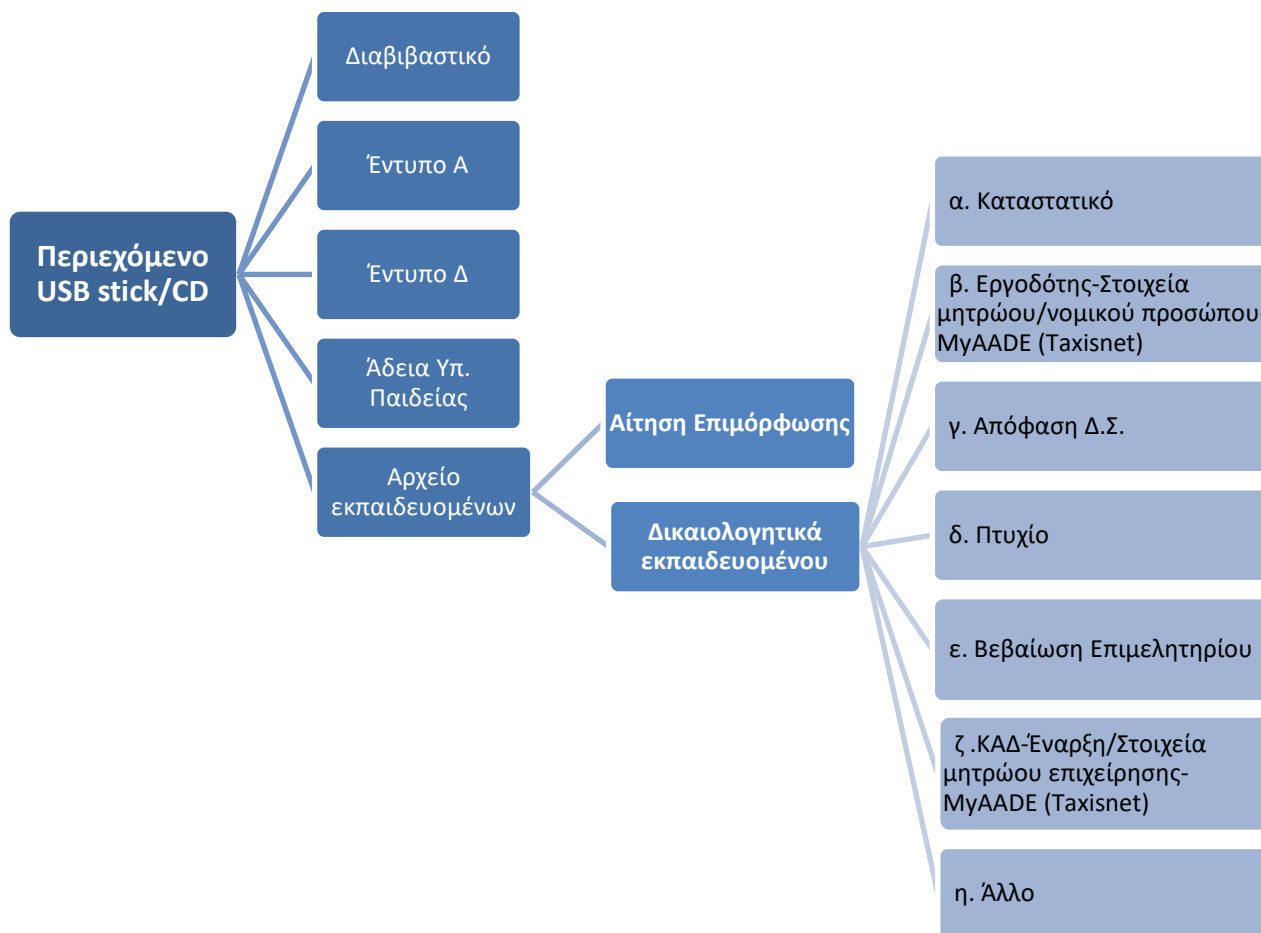 Περιεχόμενο
USB stick/CD
Διαβιβαστικό
Έντυπο Α
Έντυπο Δ
Άδεια Υπ.
Παιδείας
Αρχείο
εκπαιδευομένων
Αίτηση Επιμόρφωσης
Δικαιολογητικά
εκπαιδευομένου
α. Καταστατικό
β. Εργοδότης-Στοιχεία
μητρώου/νομικού προσώπου-
MyAADE (Taxisnet)
γ. Απόφαση Δ.Σ.
δ. Πτυχίο
ε. Βεβαίωση Επιμελητηρίου
ζ .ΚΑΔ-Έναρξη/Στοιχεία
μητρώου επιχείρησης-
MyAADE (Taxisnet)
η. Άλλο